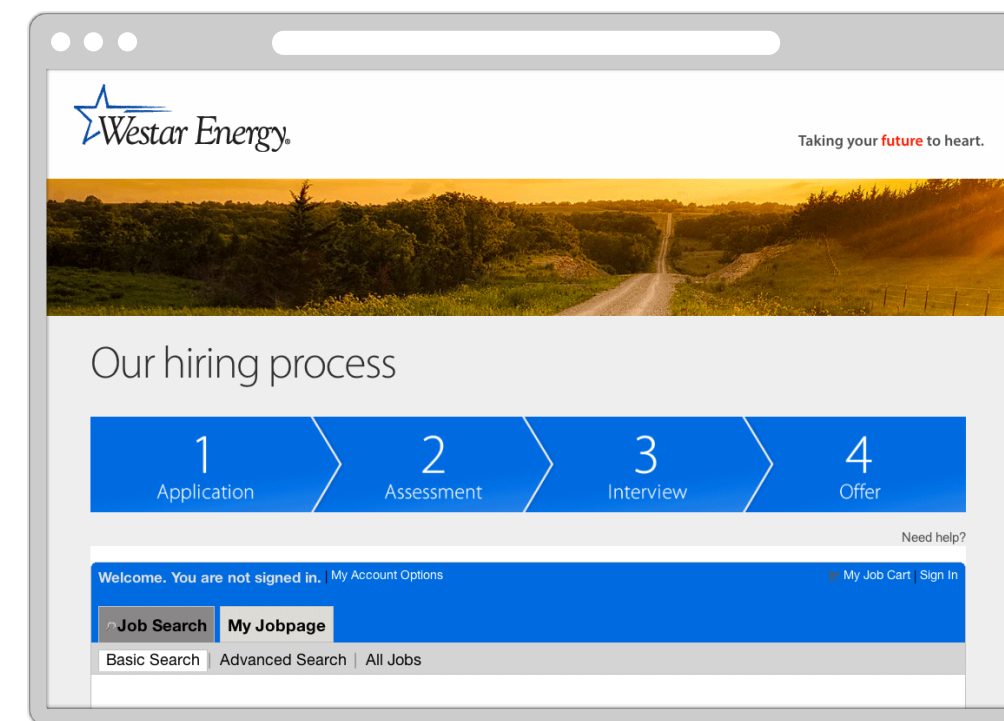 Westar Energy®
Taking your future to heart.
Our hiring process
1 2 3 4
Application Assessment Interview Offer
Need help?
Welcome. You are not signed in. | My Account Options My Job Cart | Sign In
Job Search My Jobpage
Basic Search | Advanced Search | All Jobs